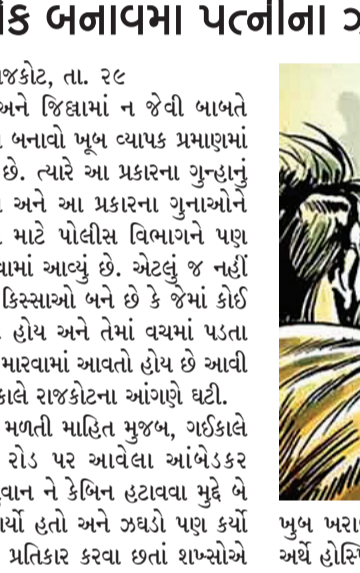 બનાવમા પત્નીના
તા. ૨૯
અને જિલ્લામાં ન જેવી બાબતે
બનાવો ખૂબ વ્યાપક પ્રમાણમાં
છે. ત્યારે આ પ્રકારના ગુન્હાનું
અને આ પ્રકારના ગુનાઓને
માટે પોલીસ વિભાગને પણ
આવ્યું છે. એટલું જ નહીં
કિસ્સાઓ બને છે કે જેમાં કોઈ
હોય અને તેમાં વચમાં પડતા
મારવામાં આવતો હોય છે આવી
રાજકોટના આંગણે ઘટી.
મળતી માહિત મુજબ, ગઈકાલે
રોડ પર આવેલા આંબેડકર
ને કેબિન હટાવવા મુદ્દે બે
હતો અને ઝઘડો પણ કર્યો
પ્રતિકાર કરવા છતાં શખ્સોએ
ખુબ
અર્થે